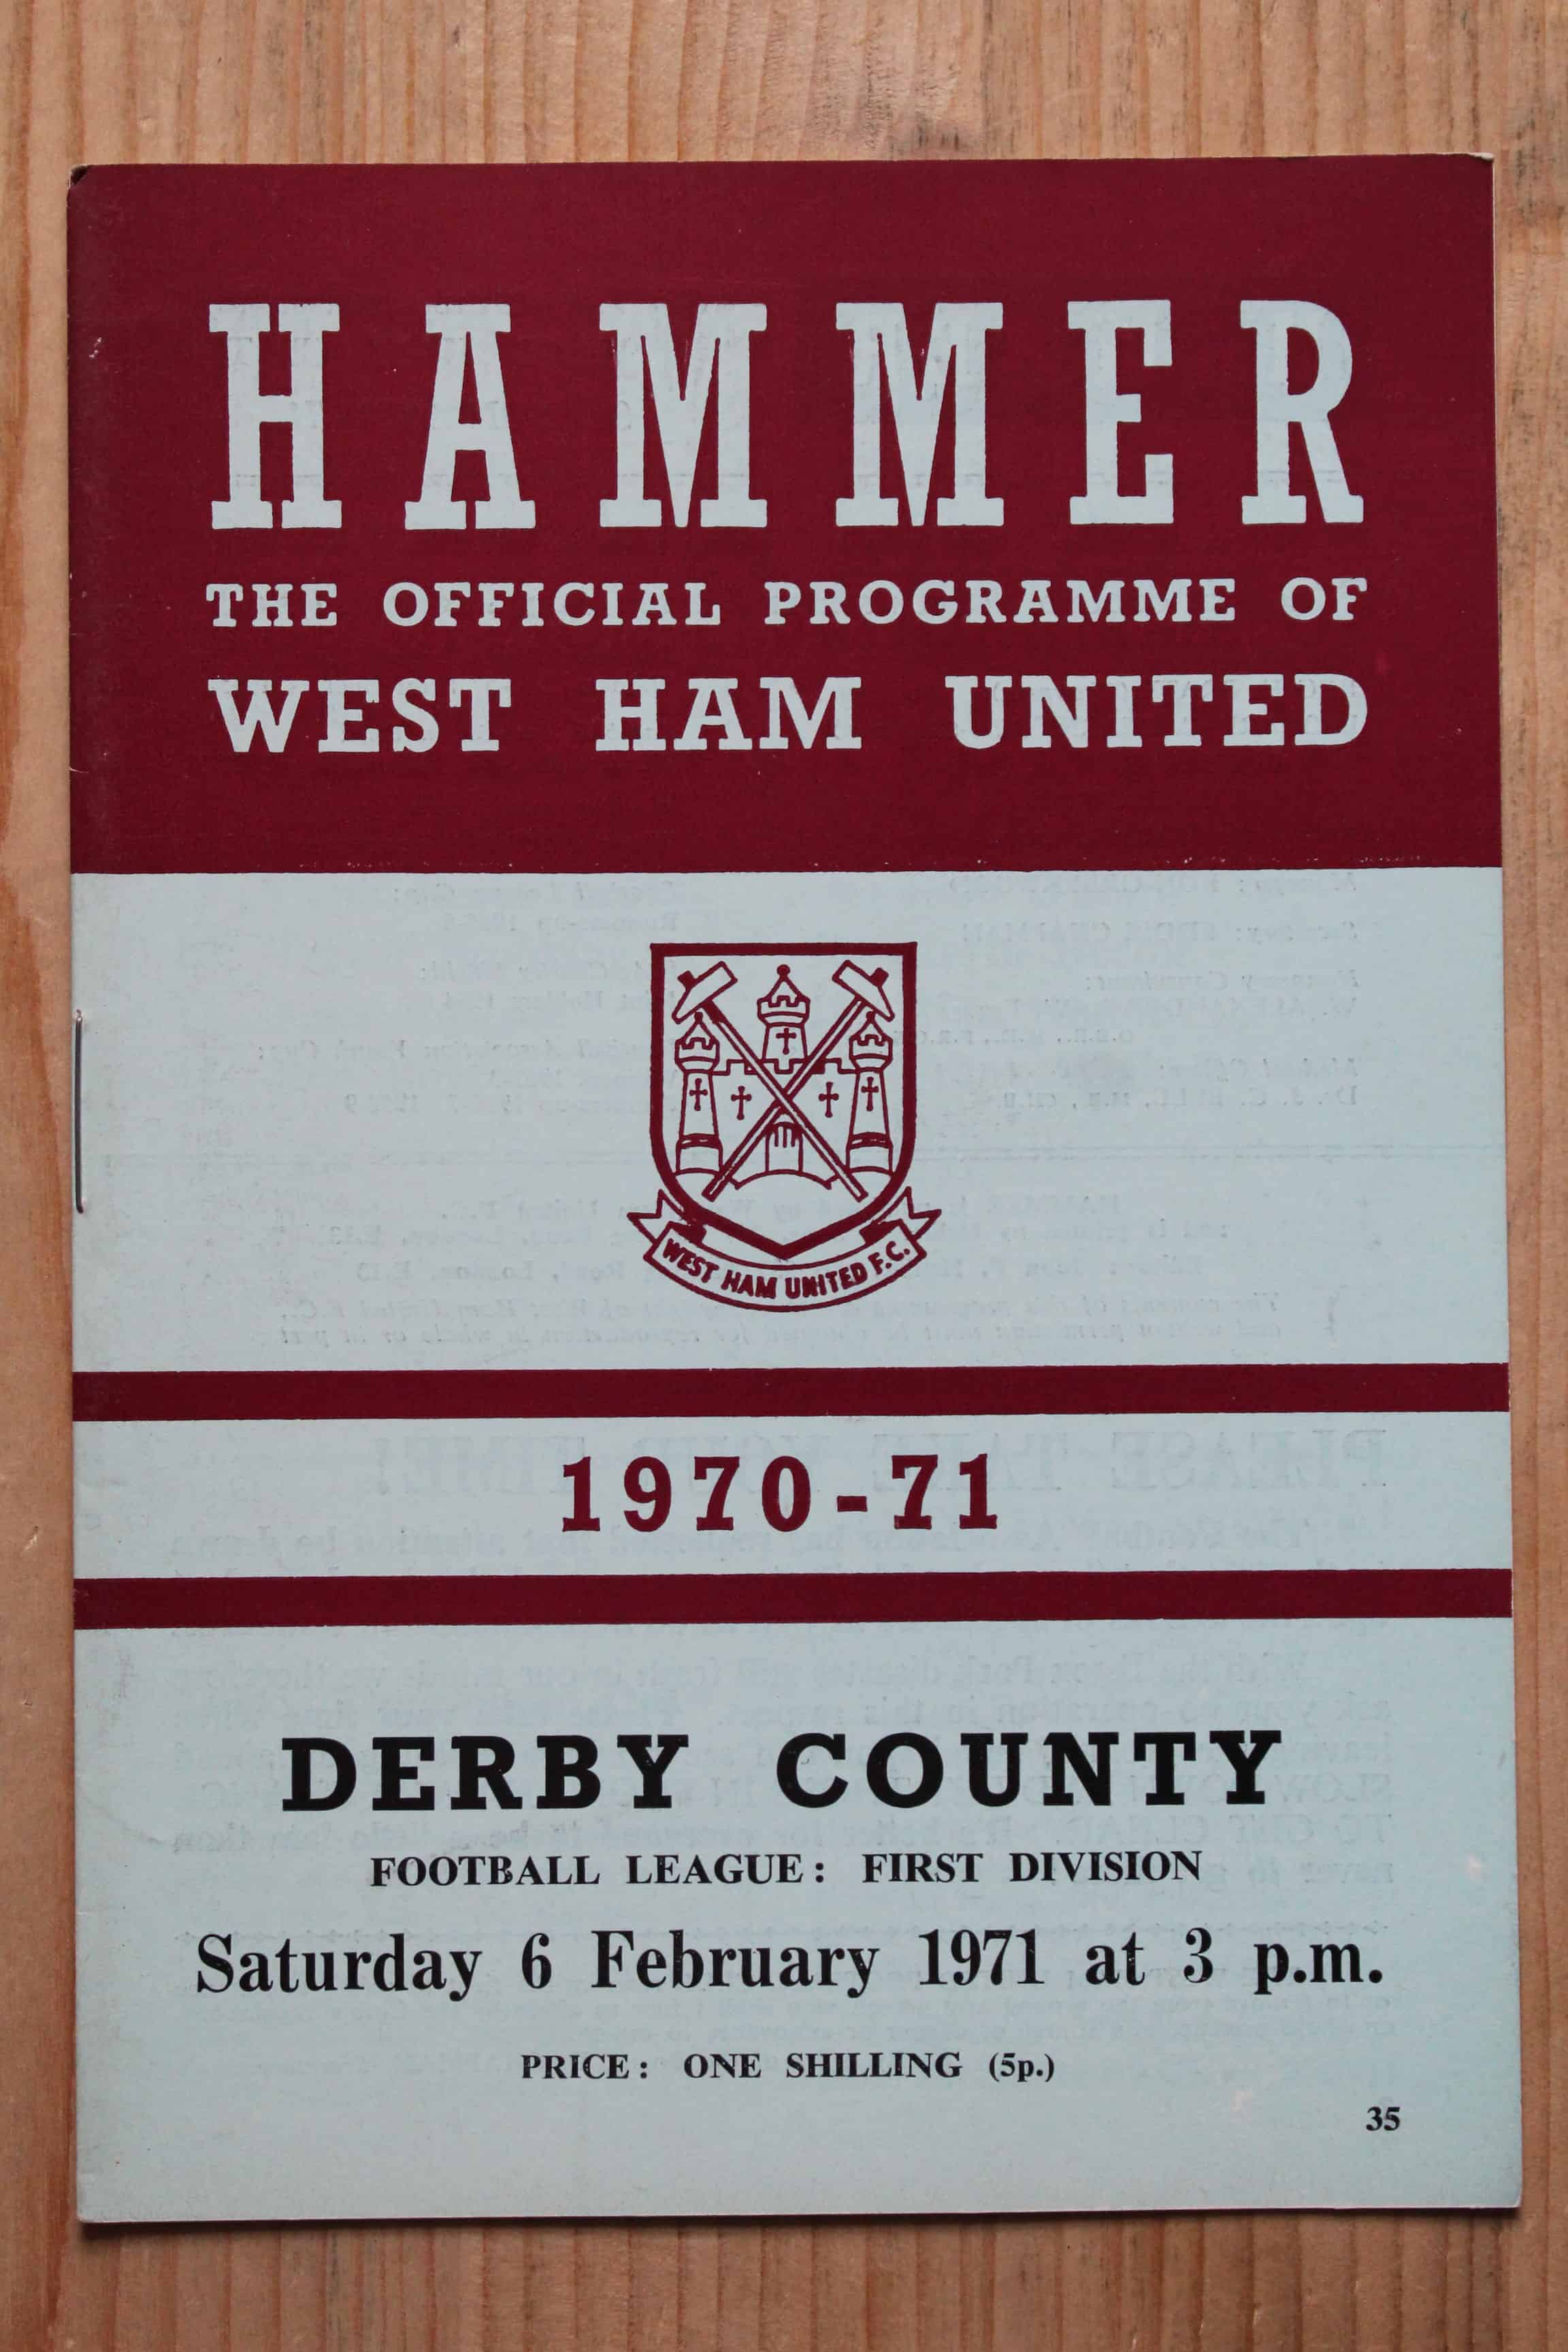 HAMMER
THE OFFICIAL PROGRAMME OF
WEST HAM UNITED
WEST HAM UNITED F.C.
1970-71
DERBY COUNTY
FOOTBALL LEAGUE: FIRST DIVISION
Saturday 6 February 1971 at 3 p.m.
PRICE: ONE SHILLING (5p.)
35